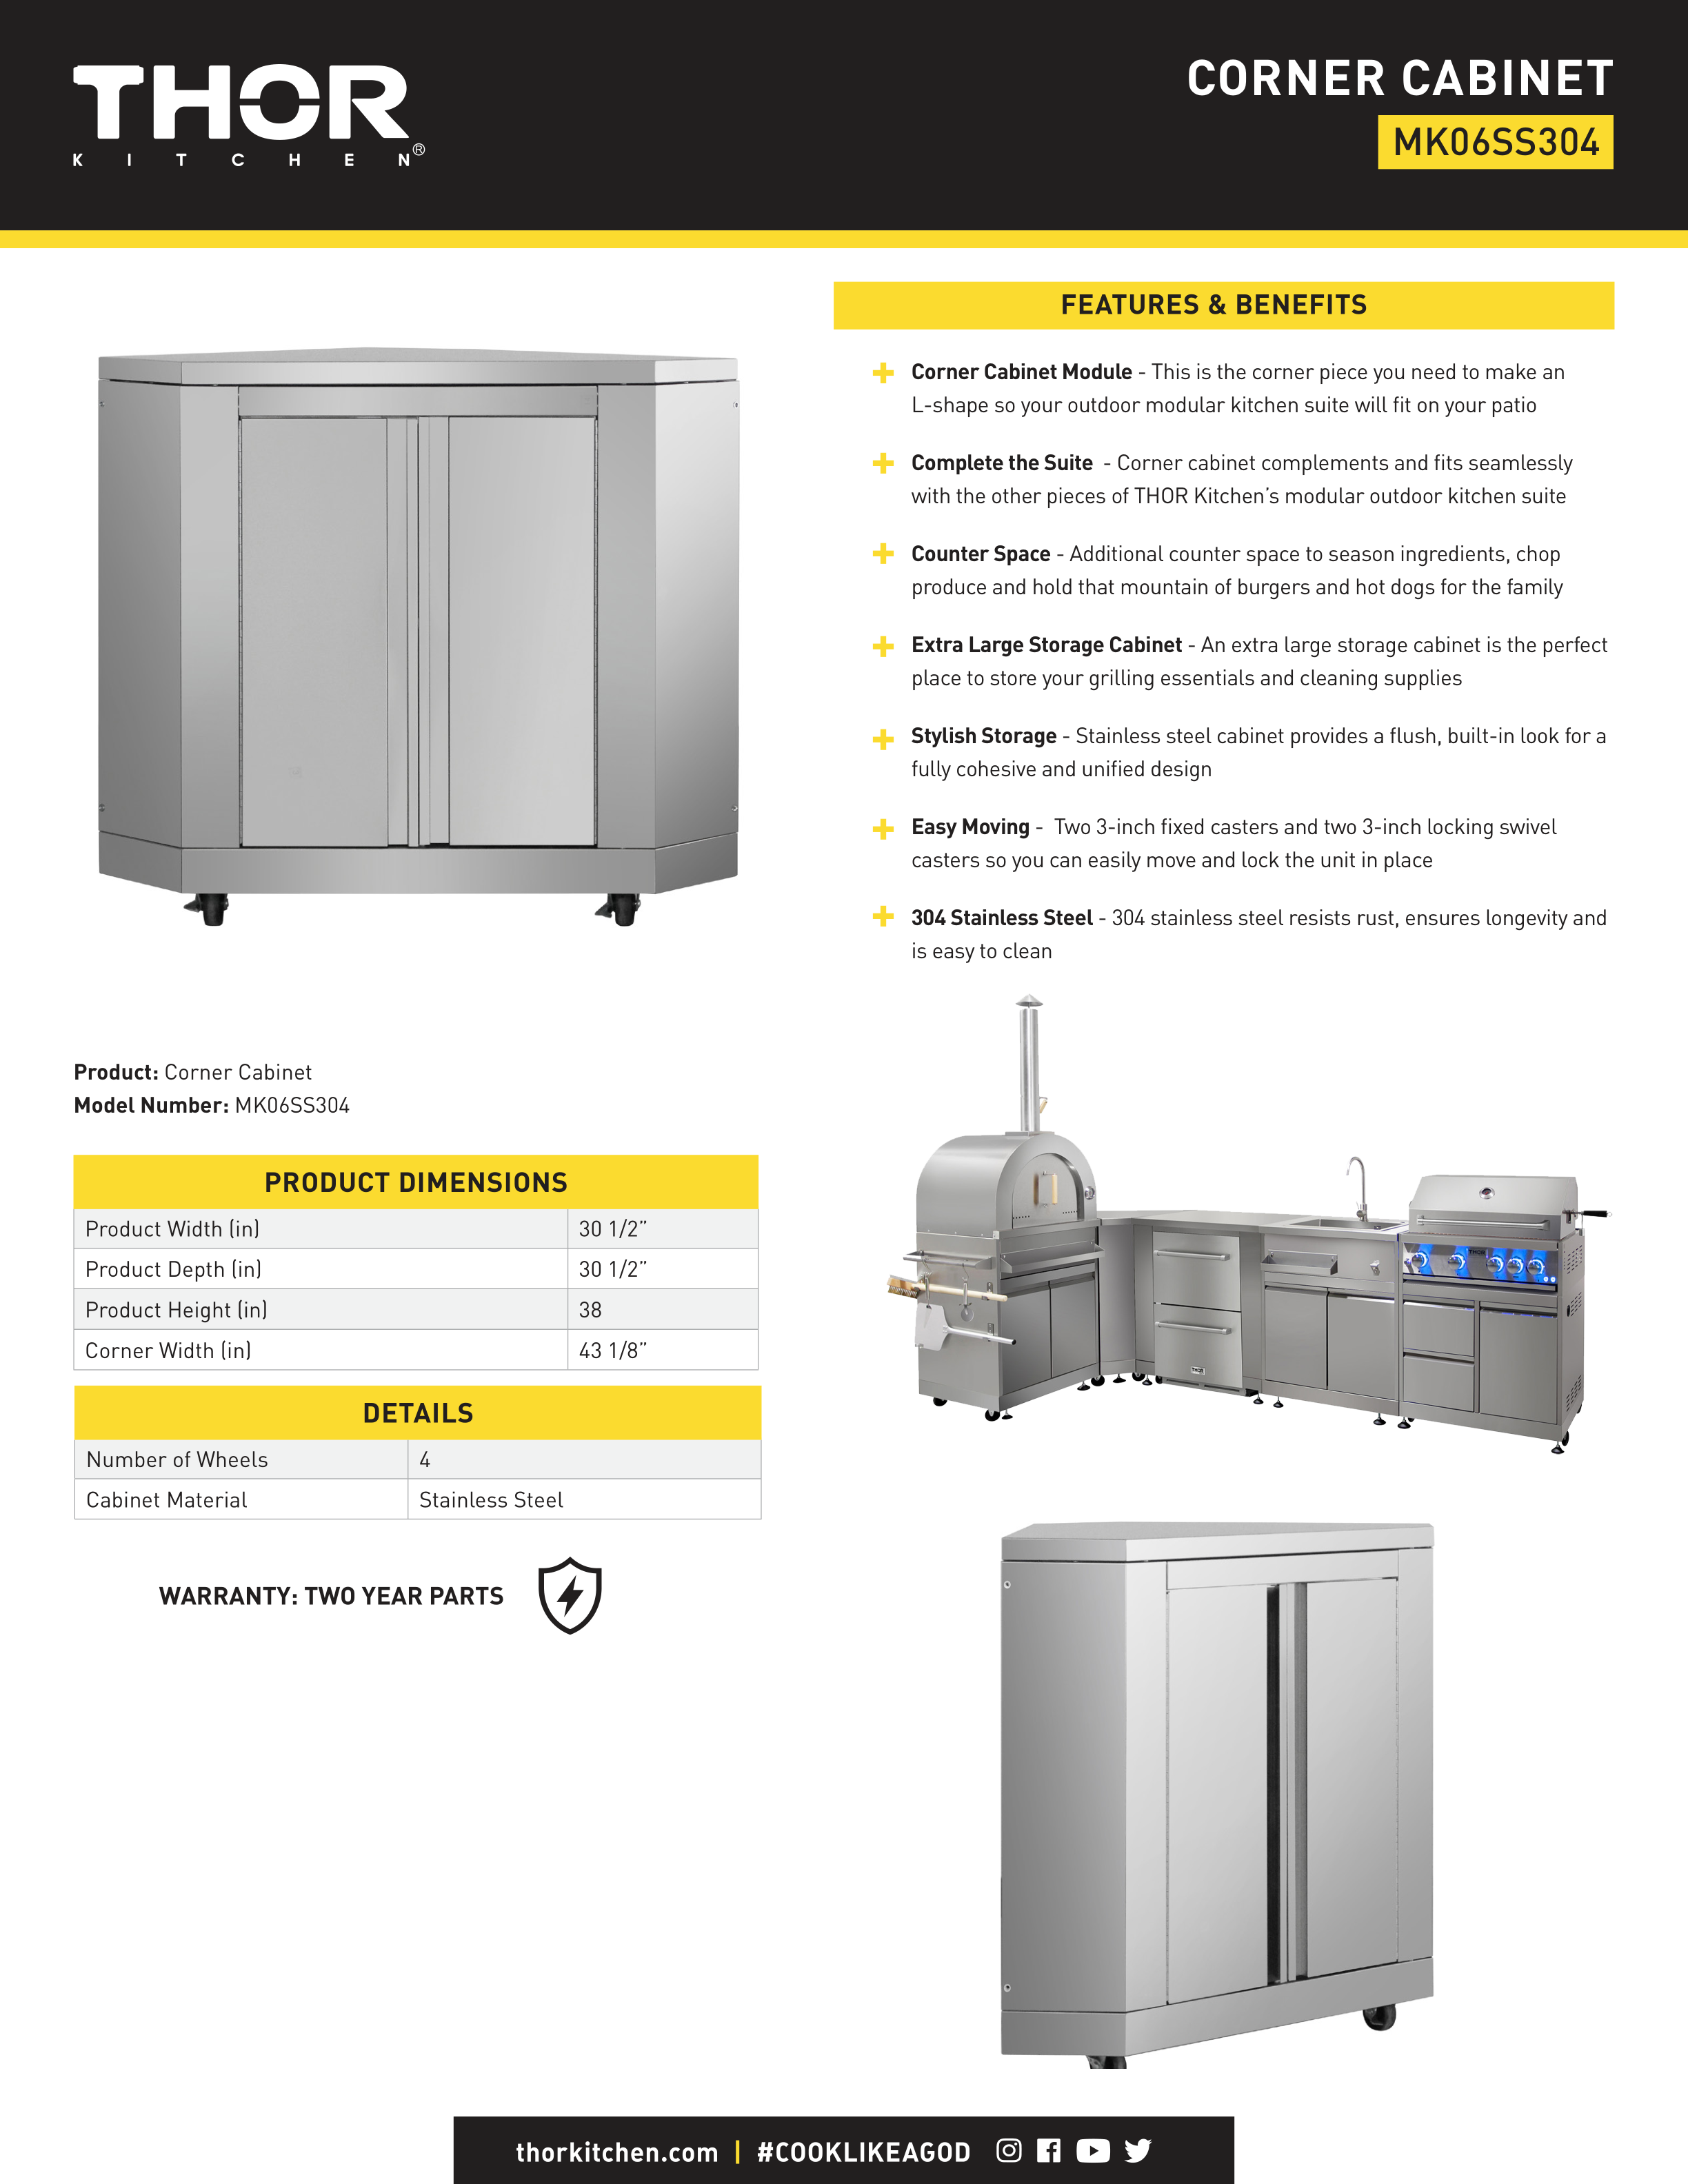 THOR
KITCHEN®
CORNER CABINET
MK06SS304
FEATURES & BENEFITS
Corner Cabinet Module - This is the corner piece you need to make an
L-shape so your outdoor modular kitchen suite will fit on your patio
Complete the Suite - Corner cabinet complements and fits seamlessly
with the other pieces of THOR Kitchen’s modular outdoor kitchen suite
Counter Space - Additional counter space to season ingredients, chop
produce and hold that mountain of burgers and hot dogs for the family
Extra Large Storage Cabinet - An extra large storage cabinet is the perfect
place to store your grilling essentials and cleaning supplies
Stylish Storage - Stainless steel cabinet provides a flush, built-in look for a
fully cohesive and unified design
Easy Moving - Two 3-inch fixed casters and two 3-inch locking swivel
casters so you can easily move and lock the unit in place
304 Stainless Steel - 304 stainless steel resists rust, ensures longevity and
is easy to clean
Product: Corner Cabinet
Model Number: MK06SS304
PRODUCT DIMENSIONS
Product Width (in) 30 1/2”
Product Depth (in) 30 1/2”
Product Height (in) 38
Corner Width (in) 43 1/8”
DETAILS
Number of Wheels 4
Cabinet Material Stainless Steel
WARRANTY: TWO YEAR PARTS
THOR
THOR
thorkitchen.com | #COOKLIKEAGOD